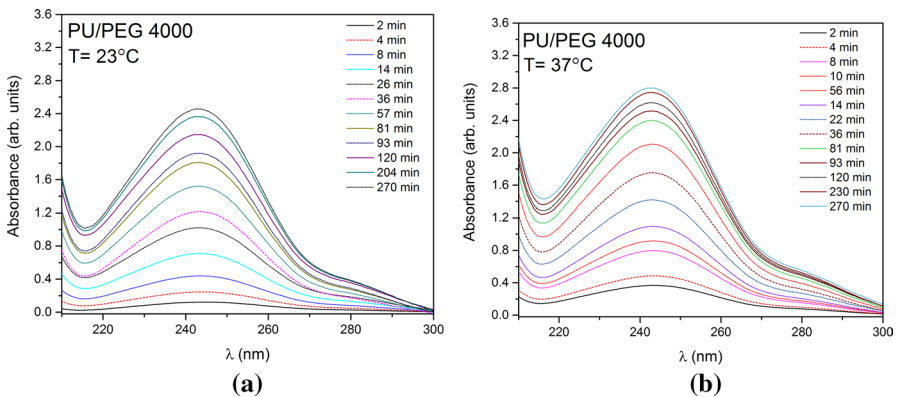 PU/PEG 4000
T= 23°C
3.6
3.2
2.8
2.4
2.0
1.6
1.2
0.8
0.4
0.0
Absorbance (arb. units)
2 min
4 min
8 min
14 min
26 min
36 min
57 min
81 min
93 min
120 min
204 min
270 min
220
240
260
280
300
λ (nm)
(a)
PU/PEG 4000
T= 37°C
3.6
3.2
2.8
2.4
2.0
1.6
1.2
0.8
0.4
0.0
Absorbance (arb. units)
2 min
4 min
8 min
10 min
56 min
14 min
22 min
36 min
81 min
93 min
120 min
230 min
270 min
220
240
260
280
300
λ (nm)
(b)